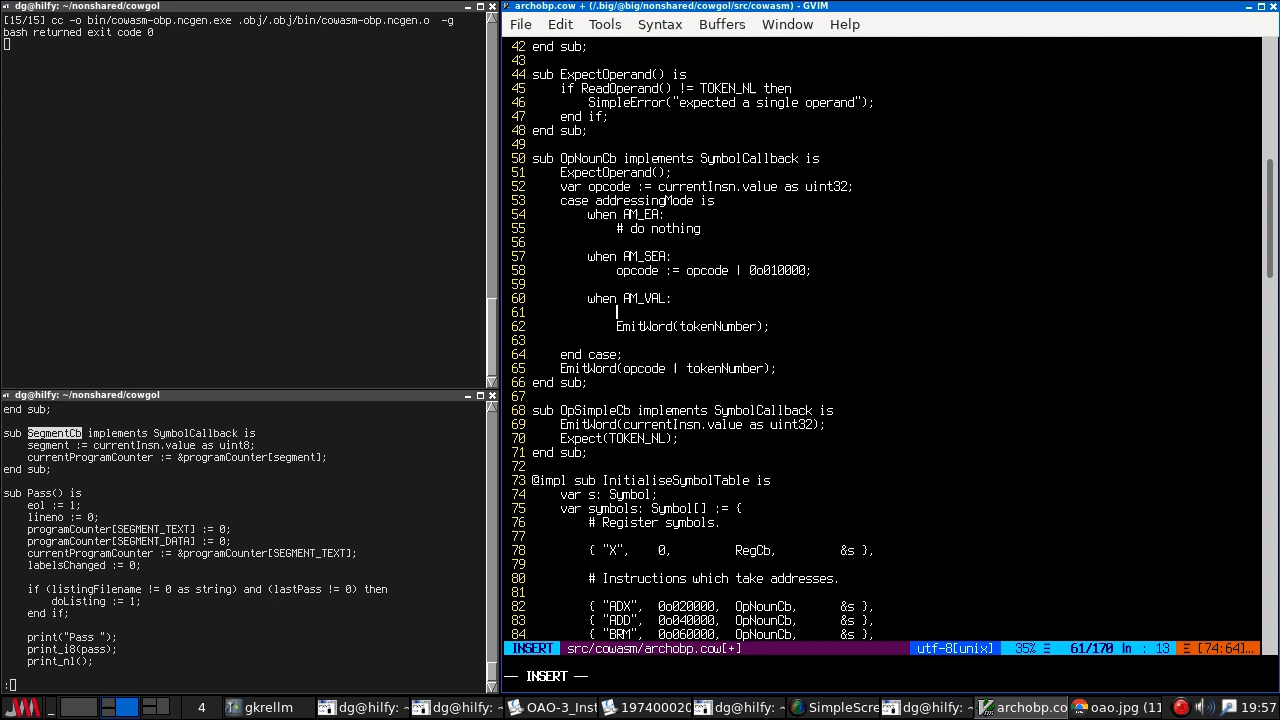 dg@hilfy: ~/nonshared/cowgol
[15/15] cc -o bin/cowasm-obp.ncgen.exe .obj/.obj/bin/cowasm-obp.ncgen.o  -g
bash returned exit code 0
dg@hilfy: ~/nonshared/cowgol
end sub;
sub SegmentCb implements SymbolCallback is
    segment := currentInsn.value as uint8;
    currentProgramCounter := &programCounter[segment];
end sub;
sub Pass() is
    eol := 1;
    lineno := 0;
    programCounter[SEGMENT_TEXT] := 0;
    programCounter[SEGMENT_DATA] := 0;
    currentProgramCounter := &programCounter[SEGMENT_TEXT];
    labelsChanged := 0;
    if (listingFilename != 0 as string) and (lastPass != 0) then
        doListing := 1;
    end if;
    print("Pass ");
    print_i8(pass);
    print_nl();
:
archobp.cow + (/.big/@big/nonshared/cowgol/src/cowasm) - GVIM
File Edit Tools Syntax Buffers Window Help
42 end sub;
43
44 sub ExpectOperand() is
45     if ReadOperand() != TOKEN_NL then
46         SimpleError("expected a single operand");
47     end if;
48 end sub;
49
50 sub OpNounCb implements SymbolCallback is
51     ExpectOperand();
52     var opcode := currentInsn.value as uint32;
53     case addressingMode is
54         when AM_EA:
55             # do nothing
56
57         when AM_SEA:
58             opcode := opcode | 0o010000;
59
60         when AM_VAL:
61
62             EmitWord(tokenNumber);
63
64     end case;
65     EmitWord(opcode | tokenNumber);
66 end sub;
67
68 sub OpSimpleCb implements SymbolCallback is
69     EmitWord(currentInsn.value as uint32);
70     Expect(TOKEN_NL);
71 end sub;
72
73 @impl sub InitialiseSymbolTable is
74     var s: Symbol;
75     var symbols: Symbol[] := {
76         # Register symbols.
77
78         { "X",    0,          RegCb,         &s },
79
80         # Instructions which take addresses.
81
82         { "ADX",  0o020000,  OpNounCb,      &s },
83         { "ADD",  0o040000,  OpNounCb,      &s },
84         { "BRM",  0o060000,  OpNounCb,      &s },
INSERT src/cowasm/archobp.cow[+] utf-8[unix] 35% ☰ 61/170 ln : 13 Ξ [74:64]…
-- INSERT --
4 gkrellm dg@hilfy: ~ dg@hilfy: ~ OAO-3_Inst 197400020 dg@hilfy: ~ SimpleScre dg@hilfy: ~ archobp.co oao.jpg (11 19:57